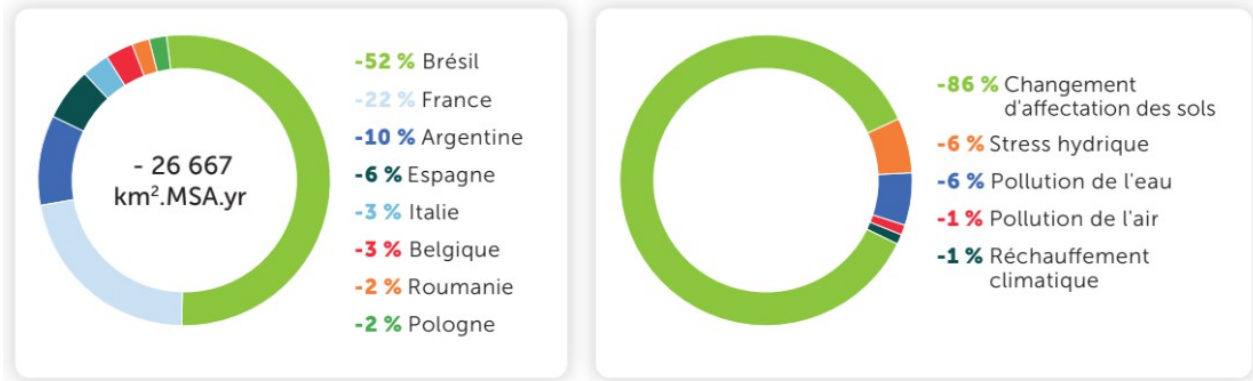 - 26 667
km².MSA.yr
-52 % Brésil
-22 % France
-10 % Argentine
-6 % Espagne
-3 % Italie
-3 % Belgique
-2 % Roumanie
-2 % Pologne
-86 % Changement
d'affectation des sols
-6 % Stress hydrique
-6 % Pollution de l'eau
-1 % Pollution de l'air
-1 % Réchauffement
climatique